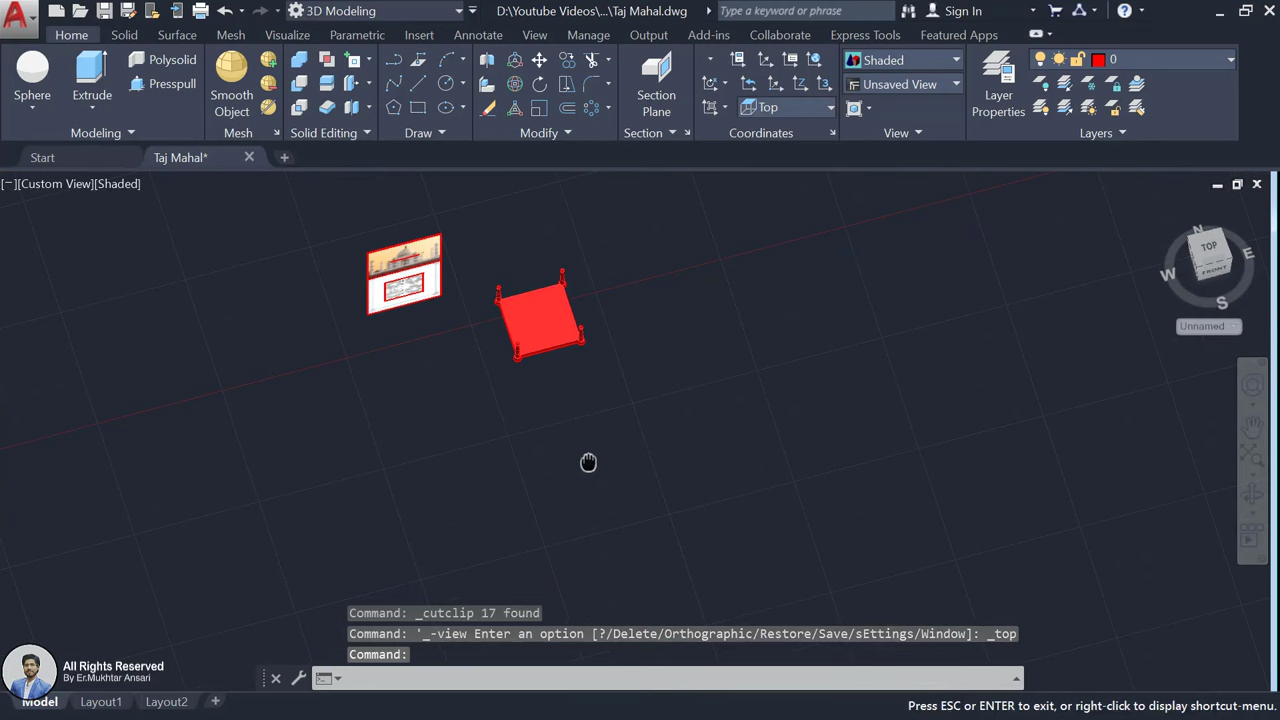 3D Modeling
D:\Youtube Videos\...\Taj Mahal.dwg
Type a keyword or phrase
Sign In
Home
Solid
Surface
Mesh
Visualize
Parametric
Insert
Annotate
View
Manage
Output
Add-ins
Collaborate
Express Tools
Featured Apps
Sphere
Extrude
Polysolid
Presspull
Smooth
Object
Section
Plane
Top
Shaded
Unsaved View
Layer
Properties
0
Modeling
Mesh
Solid Editing
Draw
Modify
Section
Coordinates
View
Layers
Start
Taj Mahal*
[−][Custom View][Shaded]
N
W
E
S
TOP
FRONT
Unnamed
Command: _cutclip 17 found
Command: '_-view Enter an option [?/Delete/Orthographic/Restore/Save/sEttings/Window]: _top
Command:
All Rights Reserved
By Er.Mukhtar Ansari
Model
Layout1
Layout2
Press ESC or ENTER to exit, or right-click to display shortcut-menu.